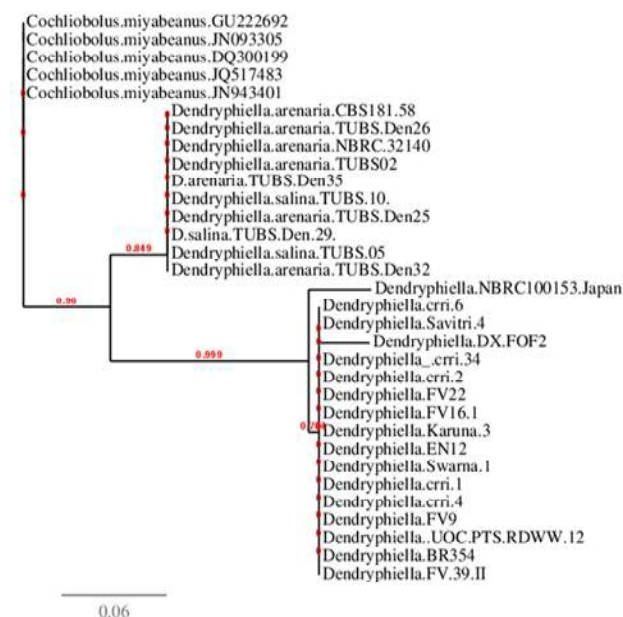 Cochliobolus.miyabeanus.GU222692
Cochliobolus.miyabeanus.JN093305
Cochliobolus.miyabeanus.DQ300199
Cochliobolus.miyabeanus.JQ517483
Cochliobolus.miyabeanus.JN943401
Dendryphiella.arenaria.CBS181.58
Dendryphiella.arenaria.TUBS.Den26
Dendryphiella.arenaria.NBRC.32140
Dendryphiella.arenaria.TUBS02
D.arenaria.TUBS.Den35
Dendryphiella.salina.TUBS.10.
Dendryphiella.arenaria.TUBS.Den25
D.salina.TUBS.Den.29.
0.849
Dendryphiella.salina.TUBS.05
Dendryphiella.arenaria.TUBS.Den32
Dendryphiella.NBRC100153.Japan
0.99
Dendryphiella.crri.6
Dendryphiella.Savitri.4
Dendryphiella.DX.FOF2
0.999
Dendryphiella_.crri.34
Dendryphiella.crri.2
Dendryphiella.FV22
Dendryphiella.FV16.1
Dendryphiella.Karuna.3
Dendryphiella.EN12
Dendryphiella.Swarna.1
Dendryphiella.crri.1
Dendryphiella.crri.4
Dendryphiella.FV9
Dendryphiella..UOC.PTS.RDWW.12
Dendryphiella.BR354
Dendryphiella.FV.39.II
0.06